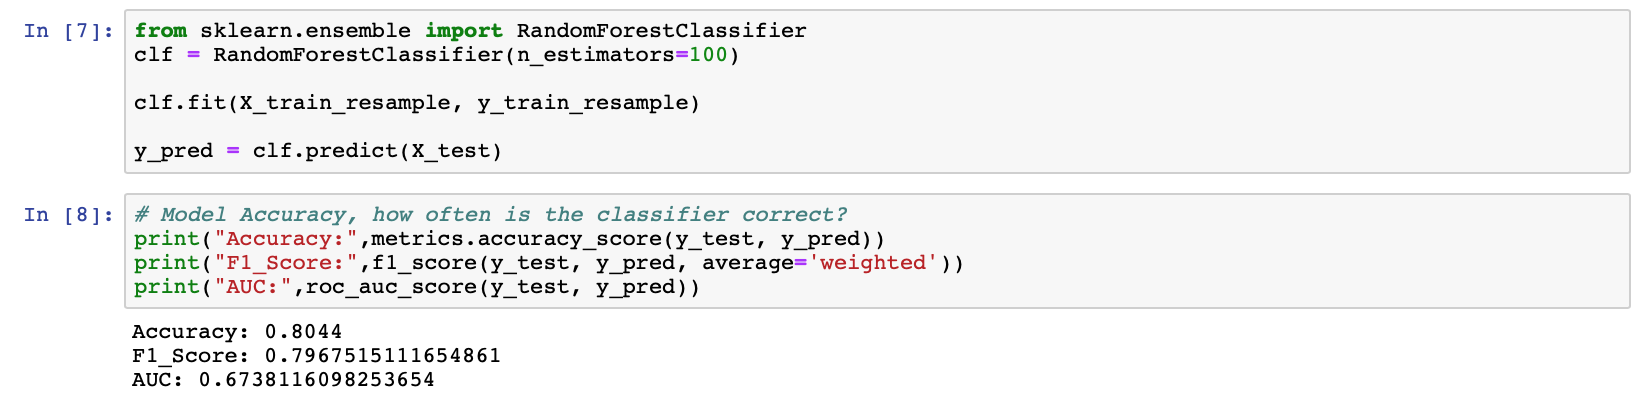 In [7]: from sklearn.ensemble import RandomForestClassifier
clf = RandomForestClassifier(n_estimators=100)
clf.fit(X_train_resample, y_train_resample)
y_pred = clf.predict(X_test)
In [8]: # Model Accuracy, how often is the classifier correct?
print("Accuracy:",metrics.accuracy_score(y_test, y_pred))
print("F1_Score:",f1_score(y_test, y_pred, average='weighted'))
print("AUC:",roc_auc_score(y_test, y_pred))
Accuracy: 0.8044
F1_Score: 0.7967515111654861
AUC: 0.6738116098253654